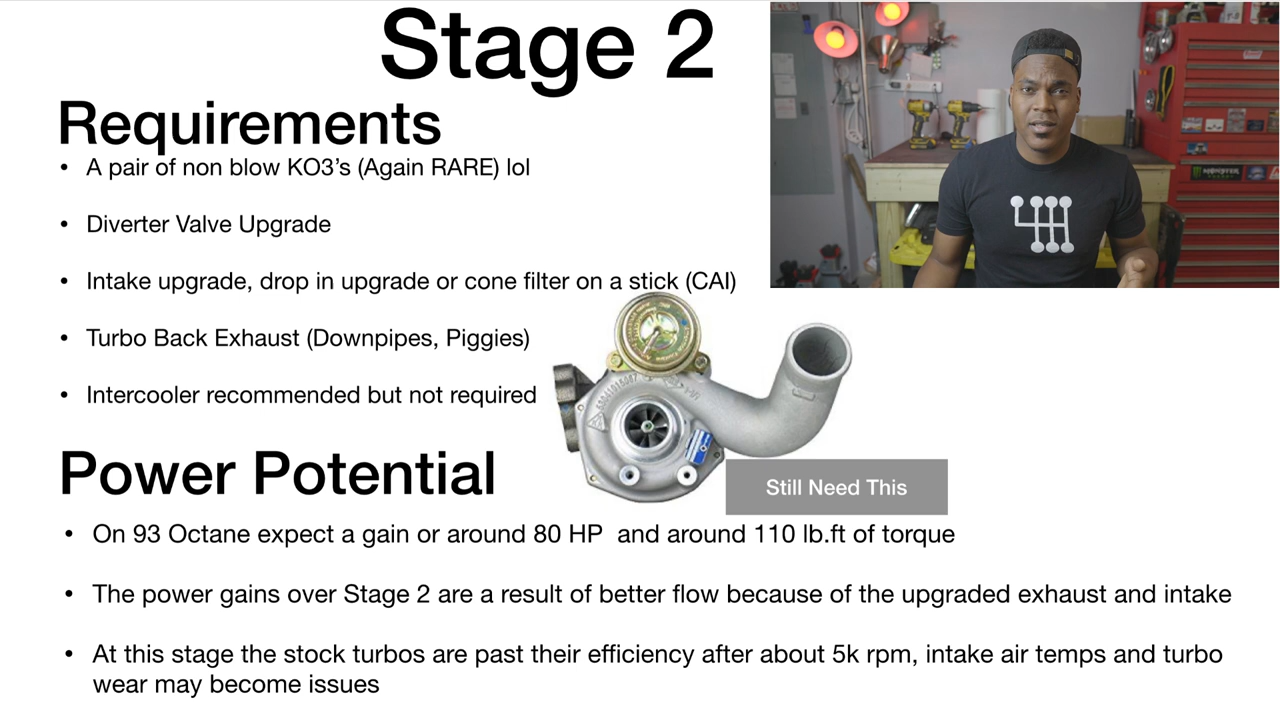 Stage 2
Requirements
• A pair of non blow KO3’s (Again RARE) lol
• Diverter Valve Upgrade
• Intake upgrade, drop in upgrade or cone filter on a stick (CAI)
• Turbo Back Exhaust (Downpipes, Piggies)
• Intercooler recommended but not required
Power Potential
Still Need This
• On 93 Octane expect a gain or around 80 HP  and around 110 lb.ft of torque
• The power gains over Stage 2 are a result of better flow because of the upgraded exhaust and intake
• At this stage the stock turbos are past their efficiency after about 5k rpm, intake air temps and turbo
wear may become issues